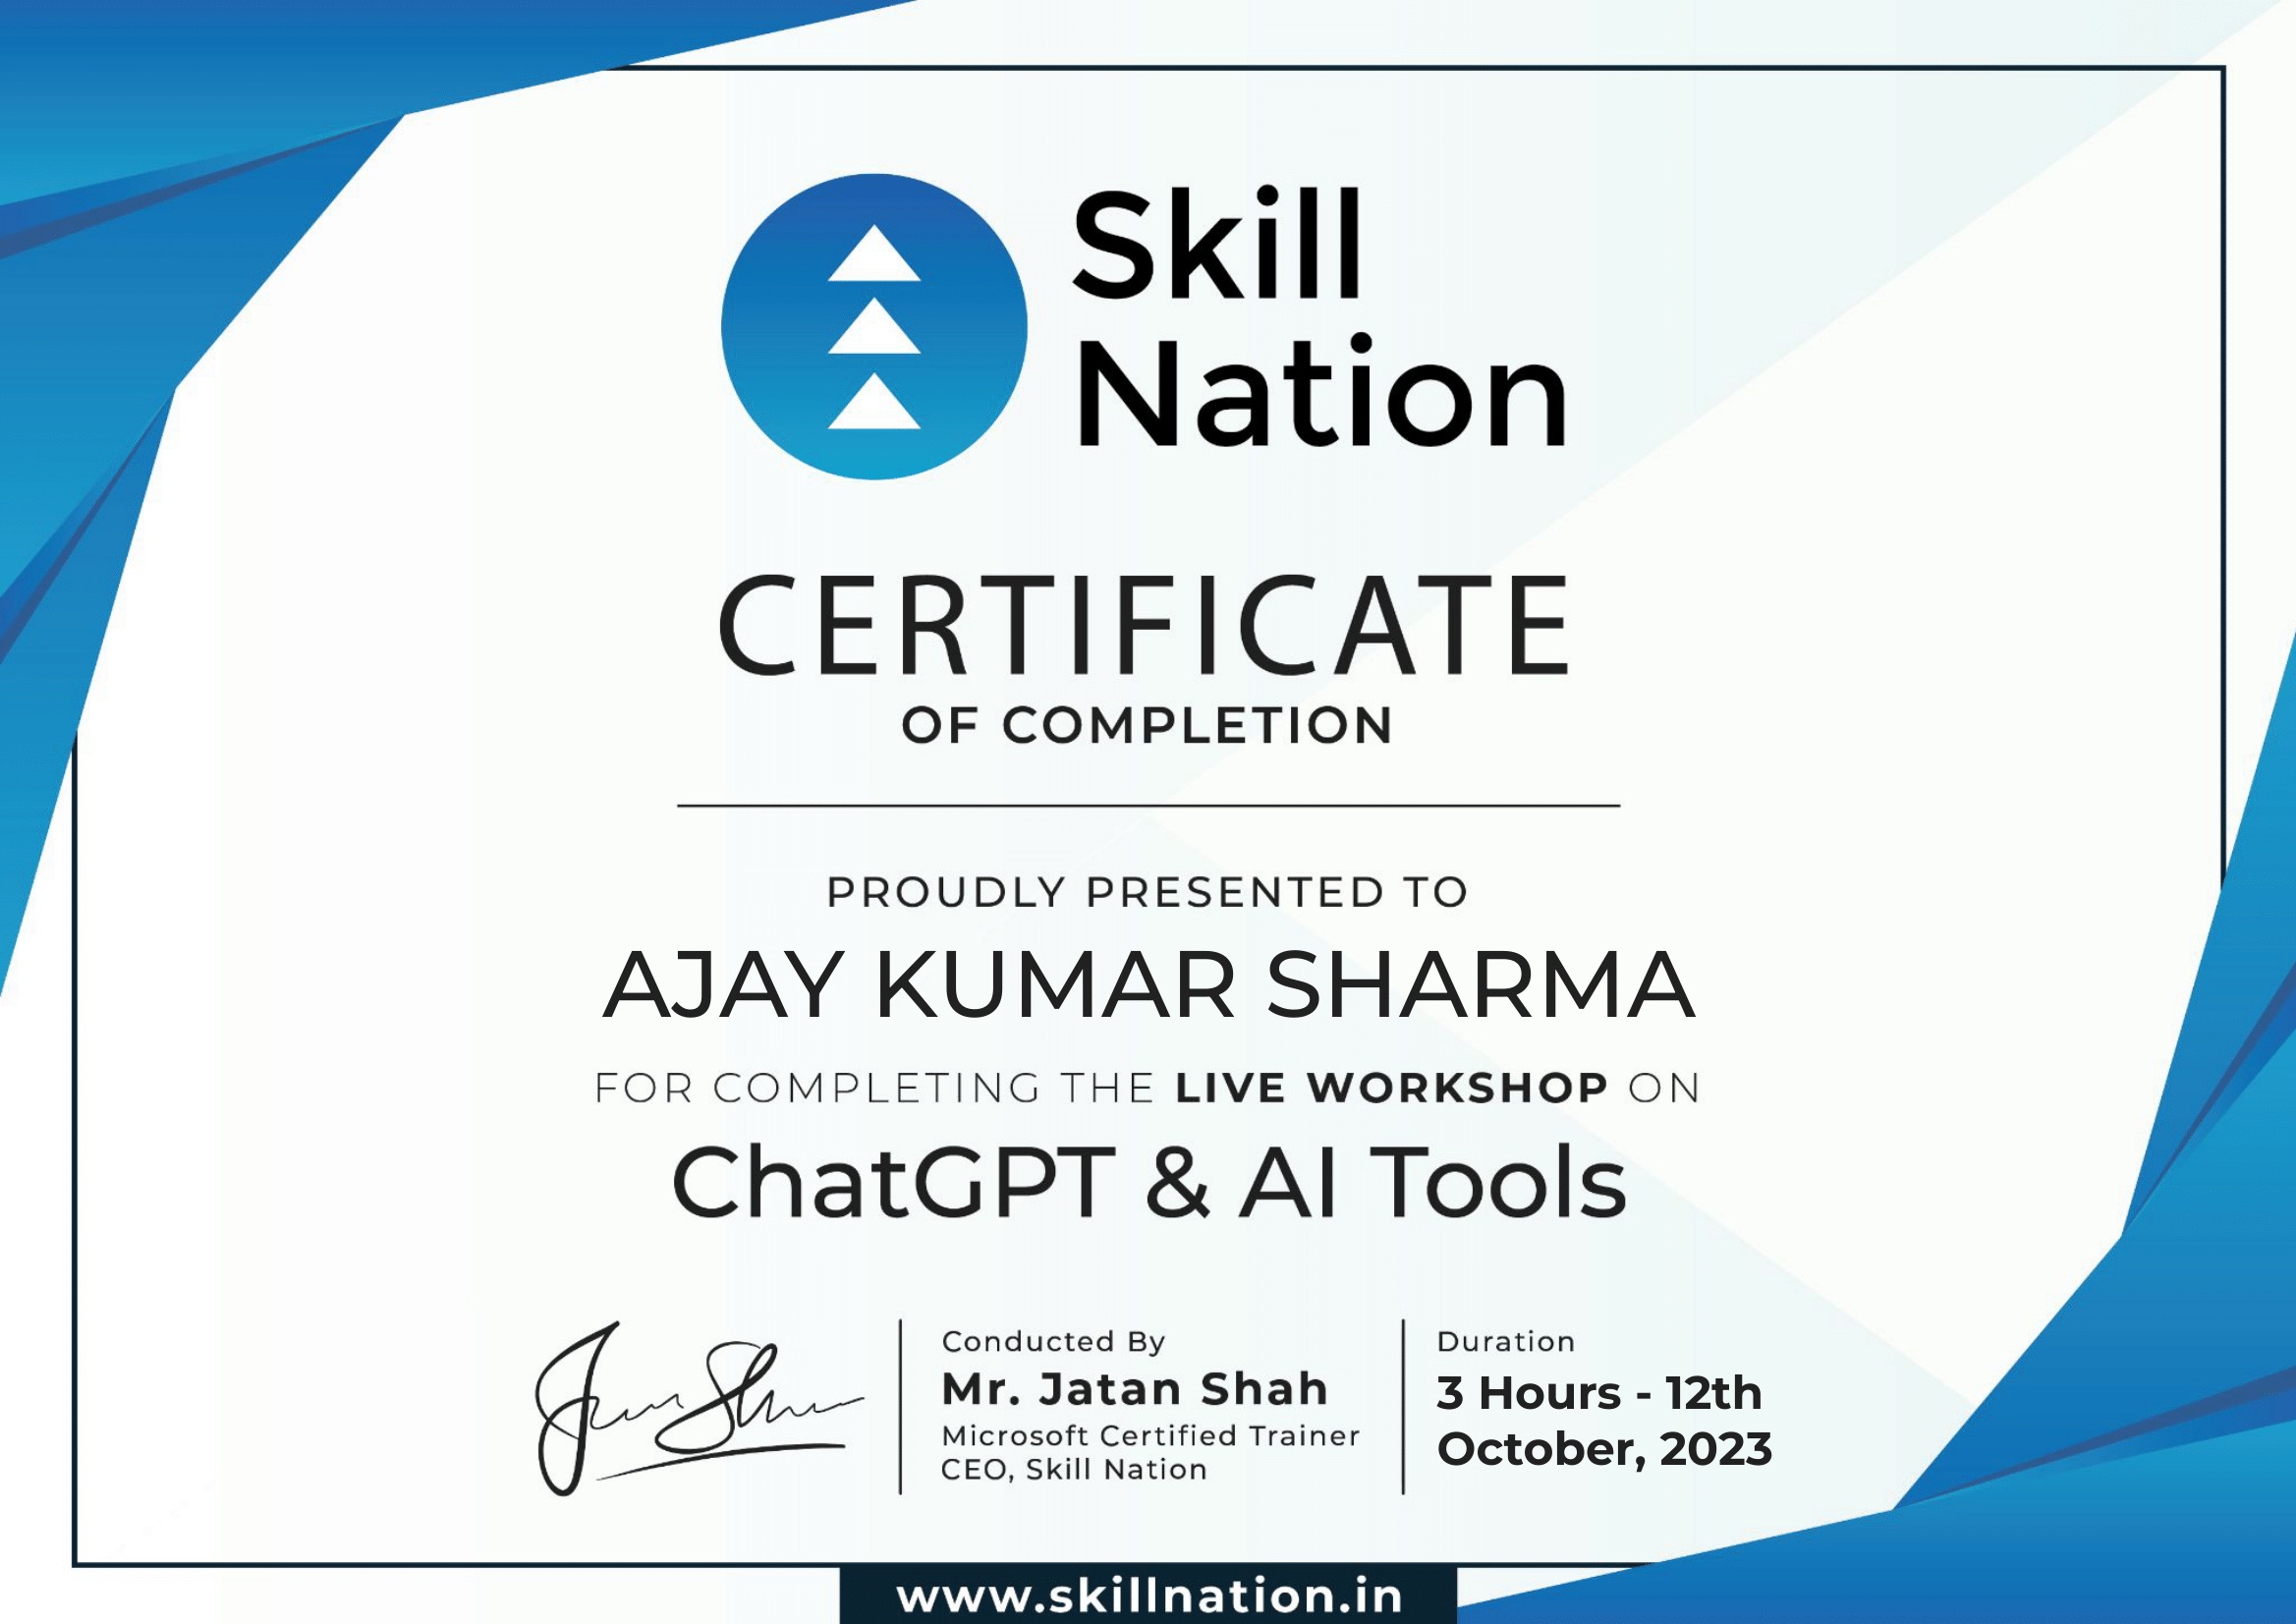 Skill
Nation
CERTIFICATE
OF COMPLETION
PROUDLY PRESENTED TO
AJAY KUMAR SHARMA
FOR COMPLETING THE LIVE WORKSHOP ON
ChatGPT & AI Tools
Conducted By
Mr. Jatan Shah
Microsoft Certified Trainer
CEO, Skill Nation
Duration
3 Hours - 12th
October, 2023
www.skillnation.in